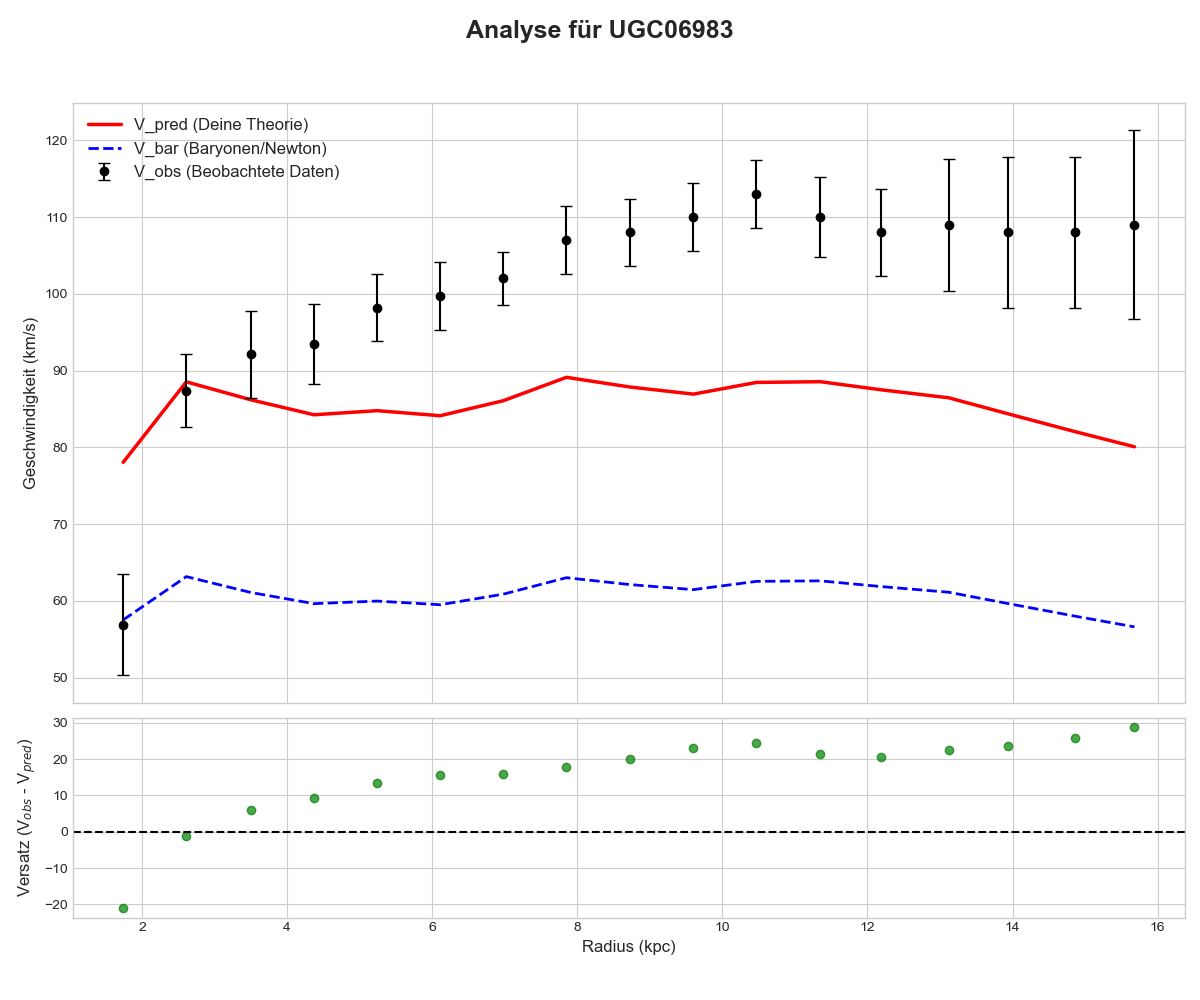 Analyse für UGC06983
V_pred (Deine Theorie)
V_bar (Baryonen/Newton)
V_obs (Beobachtete Daten)
Geschwindigkeit (km/s)
120
110
100
90
80
70
60
50
Versatz (V_obs - V_pred)
30
20
10
0
−10
−20
2 4 6 8 10 12 14 16
Radius (kpc)